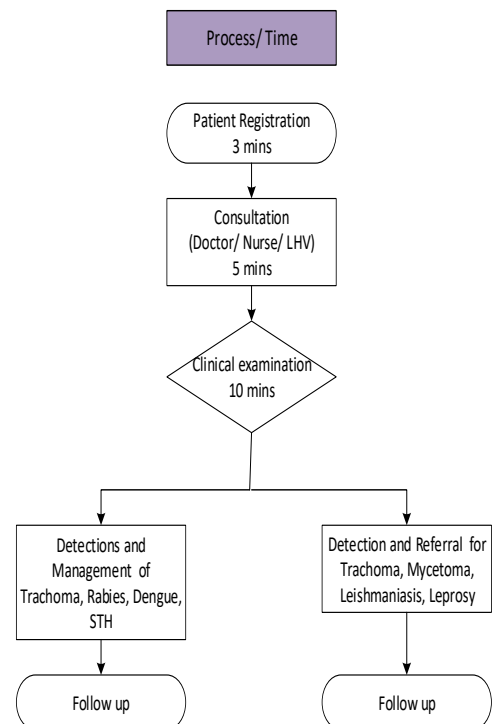 Process/ Time
Patient Registration
3 mins
Consultation
(Doctor/ Nurse/ LHV)
5 mins
Clinical examination
10 mins
Detections and
Management of
Trachoma, Rabies, Dengue,
STH
Detection and Referral for
Trachoma, Mycetoma,
Leishmaniasis, Leprosy
Follow up
Follow up